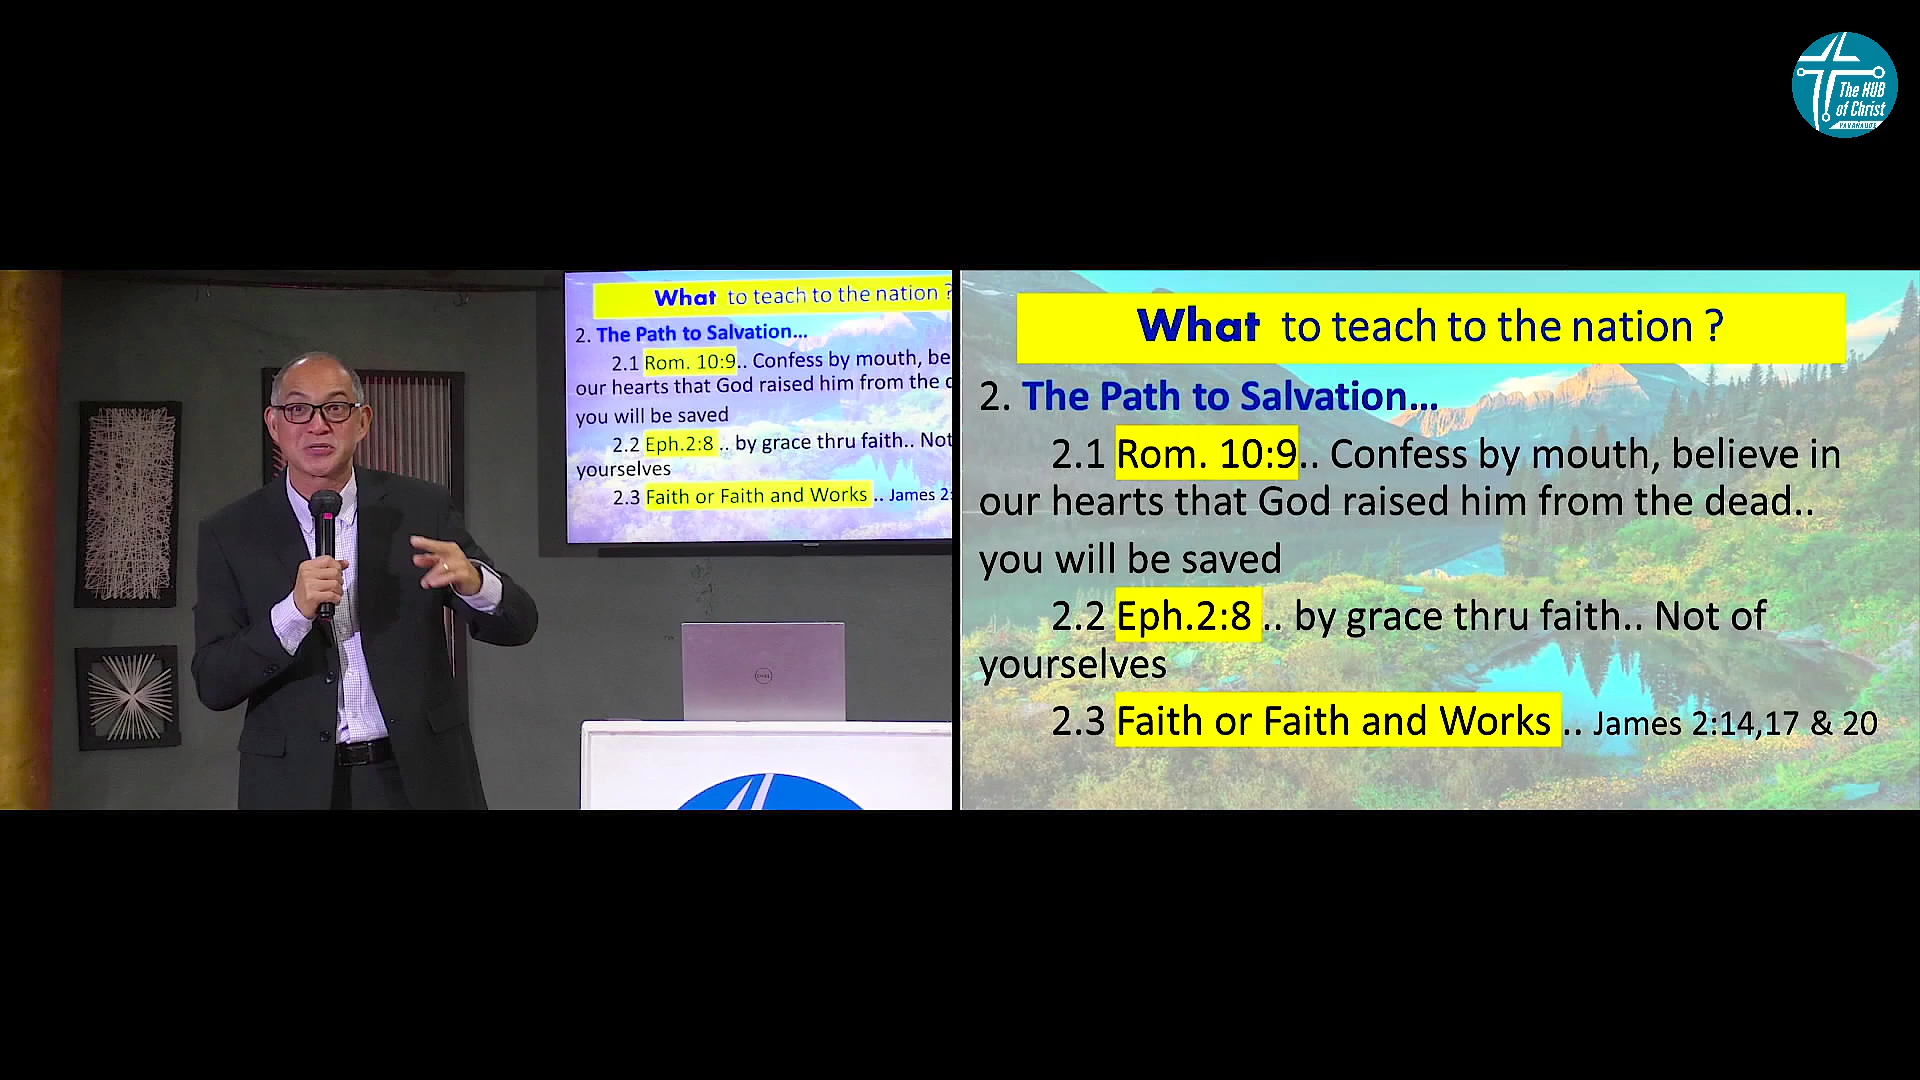 The HUB
of Christ
PARAÑAQUE
What to teach to the nation ?
2. The Path to Salvation...
2.1 Rom. 10:9.. Confess by mouth, be
our hearts that God raised him from the d
you will be saved
2.2 Eph.2:8 .. by grace thru faith.. Not
yourselves
2.3 Faith or Faith and Works .. James 2:
DELL
What to teach to the nation ?
2. The Path to Salvation...
2.1 Rom. 10:9.. Confess by mouth, believe in
our hearts that God raised him from the dead..
you will be saved
2.2 Eph.2:8 .. by grace thru faith.. Not of
yourselves
2.3 Faith or Faith and Works .. James 2:14,17 & 20